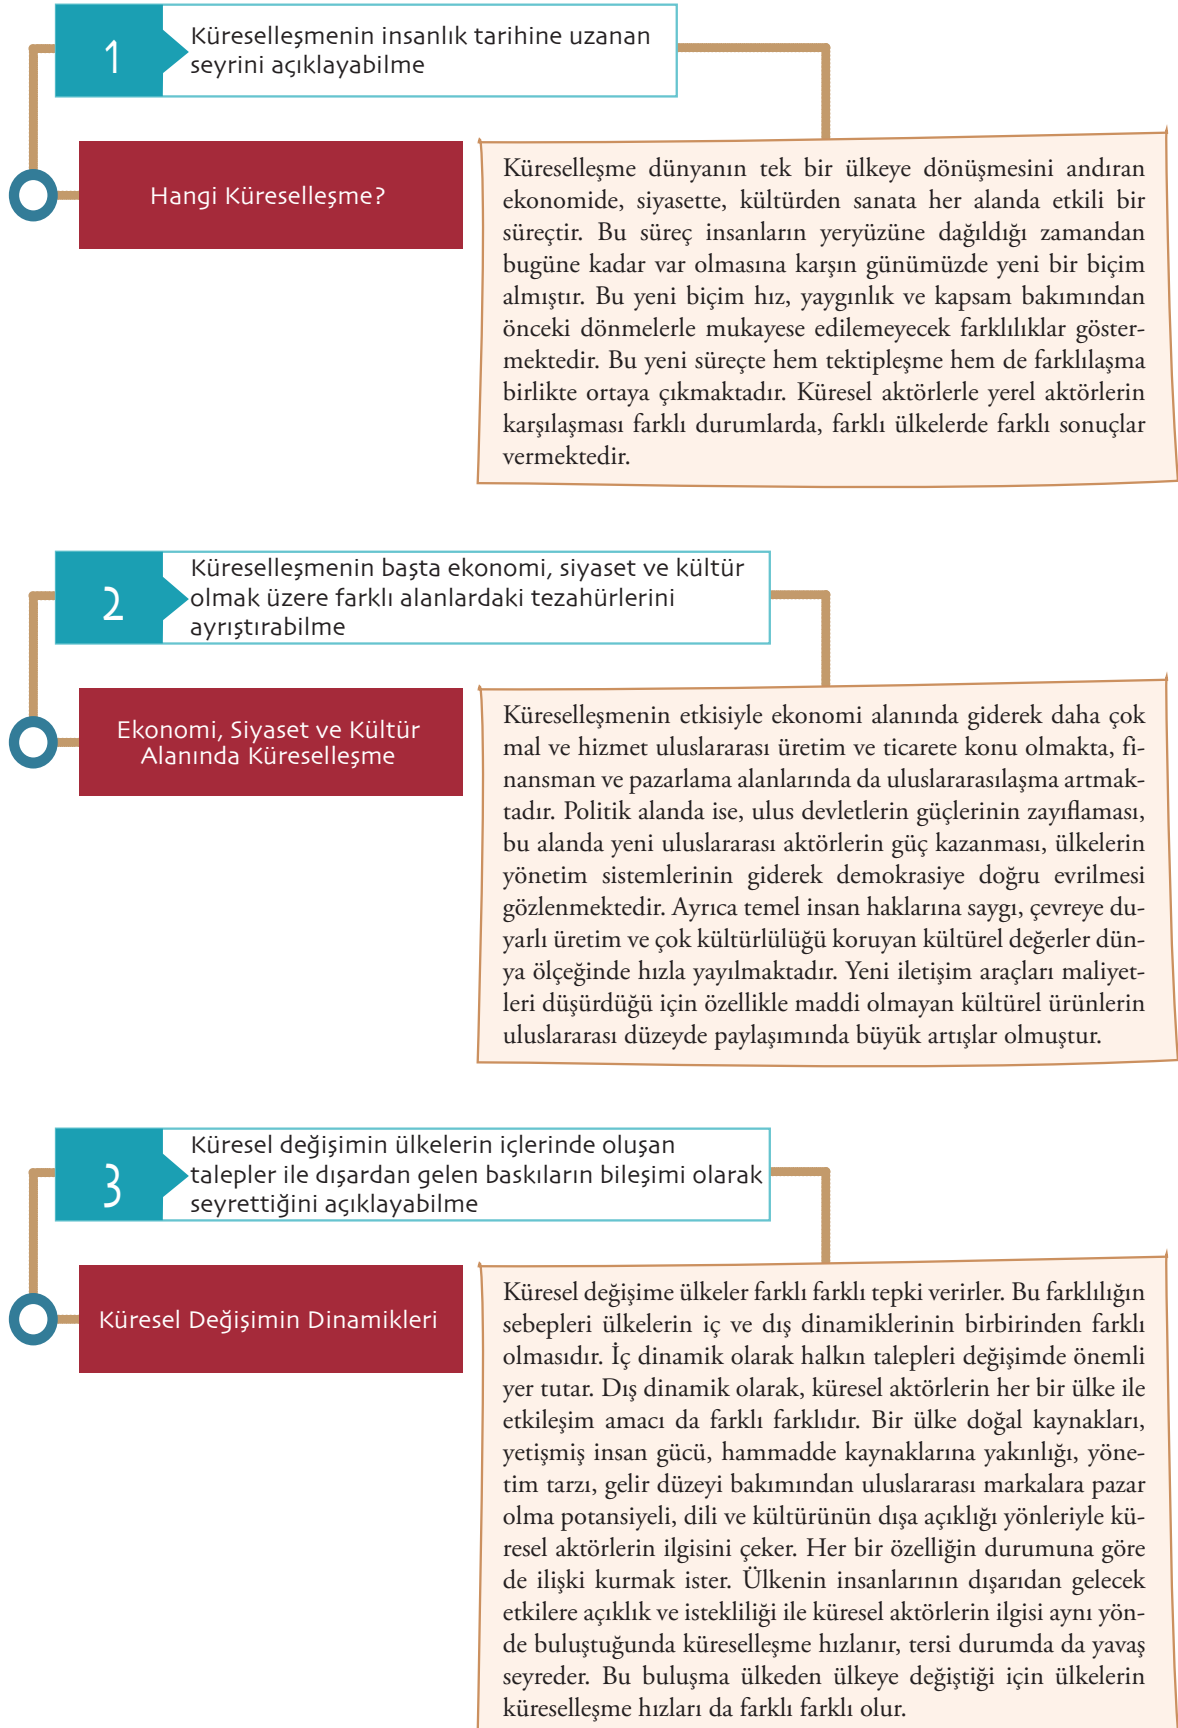 1
Küreselleşmenin insanlık tarihine uzanan
seyrini açıklayabilme
Hangi Küreselleşme?
Küreselleşme dünyanın tek bir ülkeye dönüşmesini andıran
ekonomide, siyasette, kültürden sanata her alanda etkili bir
süreçtir. Bu süreç insanların yeryüzüne dağıldığı zamandan
bugüne kadar var olmasına karşın günümüzde yeni bir biçim
almıştır. Bu yeni biçim hız, yaygınlık ve kapsam bakımından
önceki dönmelerle mukayese edilemeyecek farklılıklar göster-
mektedir. Bu yeni süreçte hem tektipleşme hem de farklılaşma
birlikte ortaya çıkmaktadır. Küresel aktörlerle yerel aktörlerin
karşılaşması farklı durumlarda, farklı ülkelerde farklı sonuçlar
vermektedir.
2
Küreselleşmenin başta ekonomi, siyaset ve kültür
olmak üzere farklı alanlardaki tezahürlerini
ayrıştırabilme
Ekonomi, Siyaset ve Kültür
Alanında Küreselleşme
Küreselleşmenin etkisiyle ekonomi alanında giderek daha çok
mal ve hizmet uluslararası üretim ve ticarete konu olmakta, fi-
nansman ve pazarlama alanlarında da uluslararasılaşma artmak-
tadır. Politik alanda ise, ulus devletlerin güçlerinin zayıflaması,
bu alanda yeni uluslararası aktörlerin güç kazanması, ülkelerin
yönetim sistemlerinin giderek demokrasiye doğru evrilmesi
gözlenmektedir. Ayrıca temel insan haklarına saygı, çevreye du-
yarlı üretim ve çok kültürlülüğü koruyan kültürel değerler dün-
ya ölçeğinde hızla yayılmaktadır. Yeni iletişim araçları maliyet-
leri düşürdüğü için özellikle maddi olmayan kültürel ürünlerin
uluslararası düzeyde paylaşımında büyük artışlar olmuştur.
3
Küresel değişimin ülkelerin içlerinde oluşan
talepler ile dışardan gelen baskıların bileşimi olarak
seyrettiğini açıklayabilme
Küresel Değişimin Dinamikleri
Küresel değişime ülkeler farklı farklı tepki verirler. Bu farklılığın
sebepleri ülkelerin iç ve dış dinamiklerinin birbirinden farklı
olmasıdır. İç dinamik olarak halkın talepleri değişimde önemli
yer tutar. Dış dinamik olarak, küresel aktörlerin her bir ülke ile
etkileşim amacı da farklı farklıdır. Bir ülke doğal kaynakları,
yetişmiş insan gücü, hammadde kaynaklarına yakınlığı, yöne-
tim tarzı, gelir düzeyi bakımından uluslararası markalara pazar
olma potansiyeli, dili ve kültürünün dışa açıklığı yönleriyle kü-
resel aktörlerin ilgisini çeker. Her bir özelliğin durumuna göre
de ilişki kurmak ister. Ülkenin insanlarının dışarıdan gelecek
etkilere açıklık ve istekliliği ile küresel aktörlerin ilgisi aynı yön-
de buluştuğunda küreselleşme hızlanır, tersi durumda da yavaş
seyreder. Bu buluşma ülkeden ülkeye değiştiği için ülkelerin
küreselleşme hızları da farklı farklı olur.